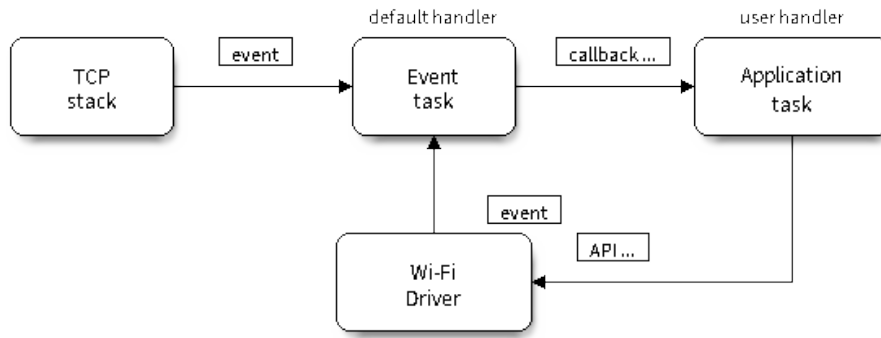 default handler
user handler
event
callback ...
TCP
stack
Event
task
Application
task
event
API ...
Wi-Fi
Driver